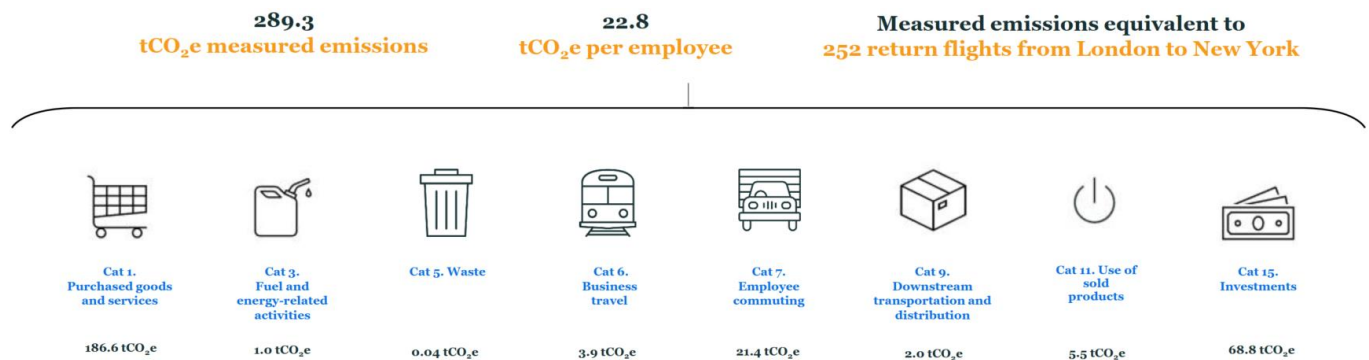 289.3
tCO₂e measured emissions
22.8
tCO₂e per employee
Measured emissions equivalent to
252 return flights from London to New York
Cat 1.
Purchased goods
and services
186.6 tCO₂e
Cat 3.
Fuel and
energy-related
activities
1.0 tCO₂e
Cat 5. Waste
0.04 tCO₂e
Cat 6.
Business
travel
3.9 tCO₂e
Cat 7.
Employee
commuting
21.4 tCO₂e
Cat 9.
Downstream
transportation and
distribution
2.0 tCO₂e
Cat 11. Use of
sold
products
5.5 tCO₂e
Cat 15.
Investments
68.8 tCO₂e